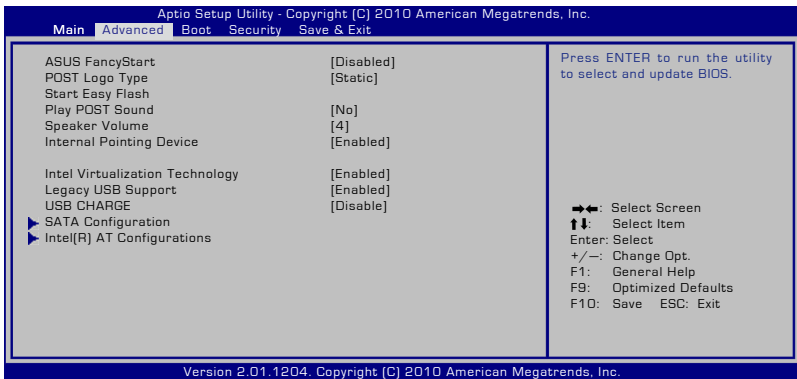 Aptio Setup Utility - Copyright (C) 2010 American Megatrends, Inc.
Main Advanced Boot Security Save & Exit
ASUS FancyStart [Disabled]
POST Logo Type [Static]
Start Easy Flash
Play POST Sound [No]
Speaker Volume [4]
Internal Pointing Device [Enabled]
Intel Virtualization Technology [Enabled]
Legacy USB Support [Enabled]
USB CHARGE [Disable]
SATA Configuration
Intel(R) AT Configurations
Press ENTER to run the utility
to select and update BIOS.
→←: Select Screen
↑↓: Select Item
Enter: Select
+/—: Change Opt.
F1: General Help
F9: Optimized Defaults
F10: Save ESC: Exit
Version 2.01.1204. Copyright (C) 2010 American Megatrends, Inc.